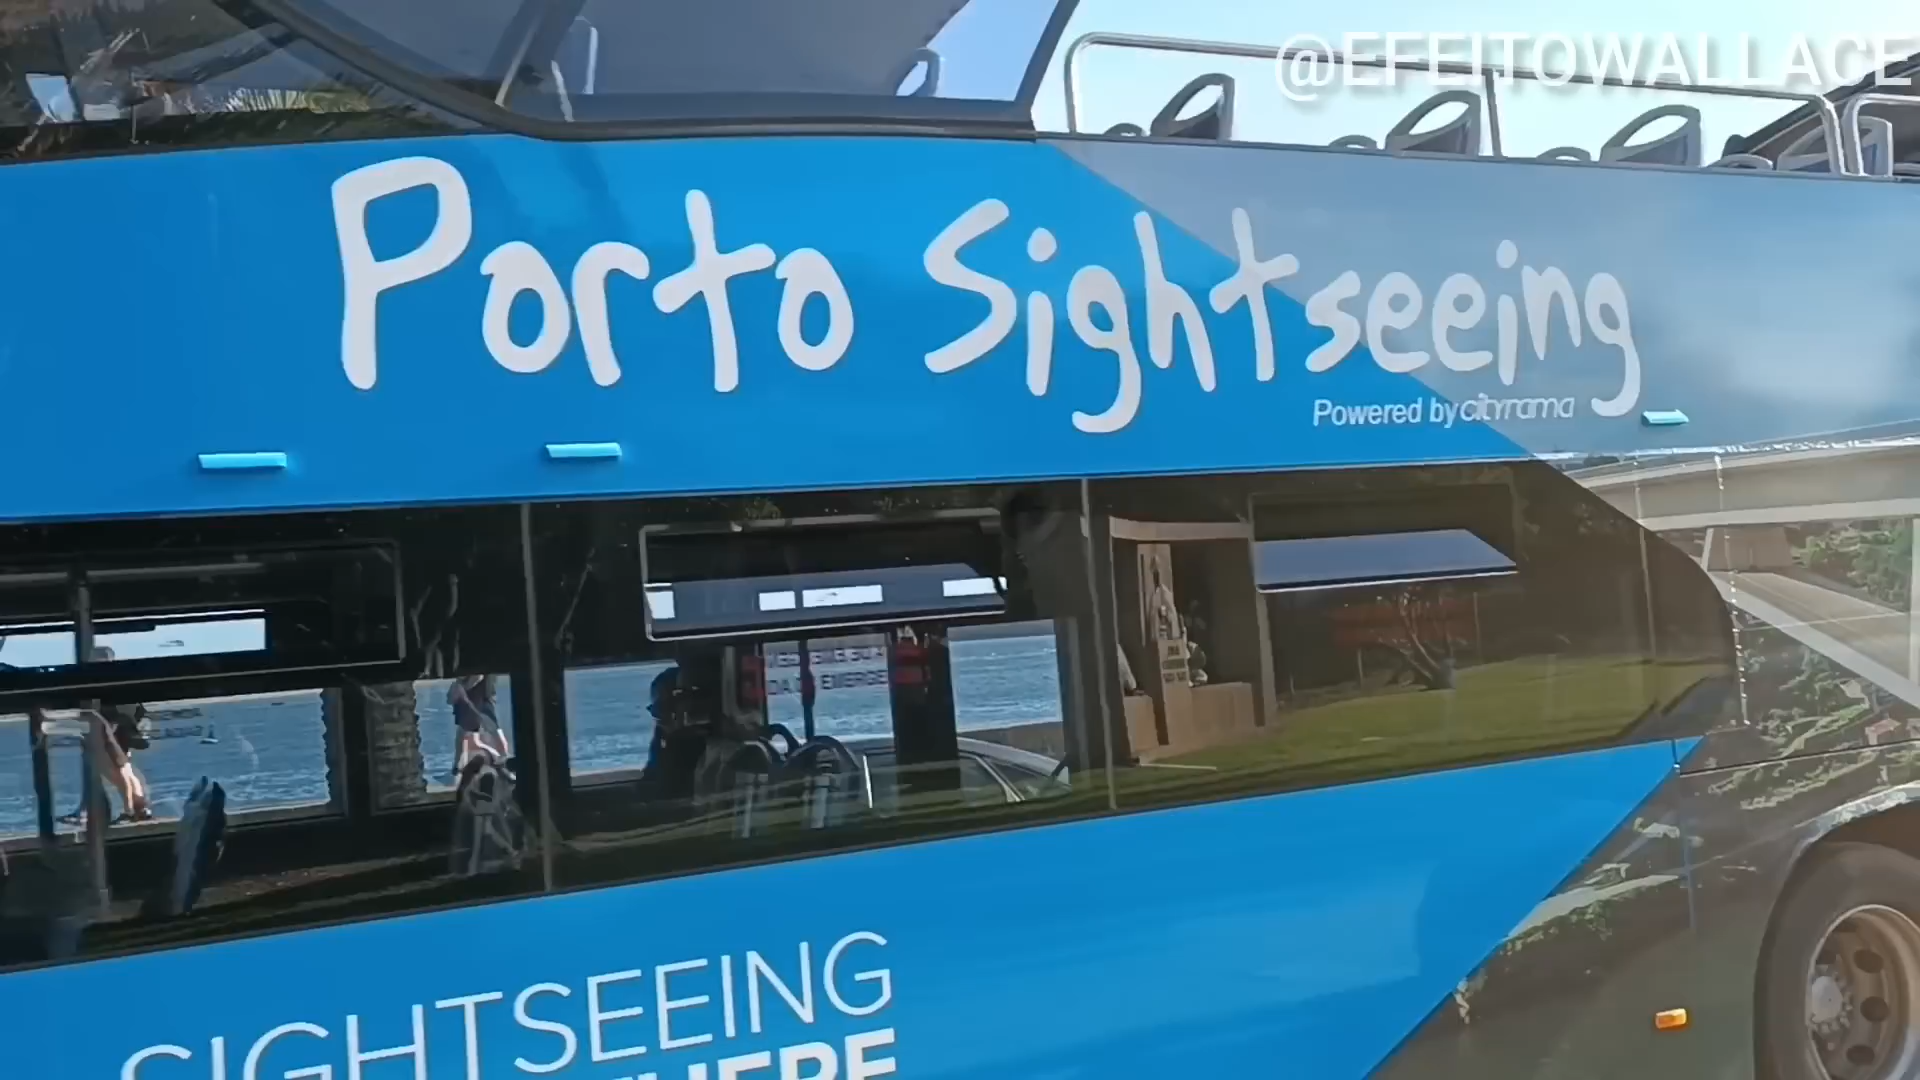 @EFEITOWALLACE
Porto Sightseeing
Powered by cityrama
SIGHTSEEING